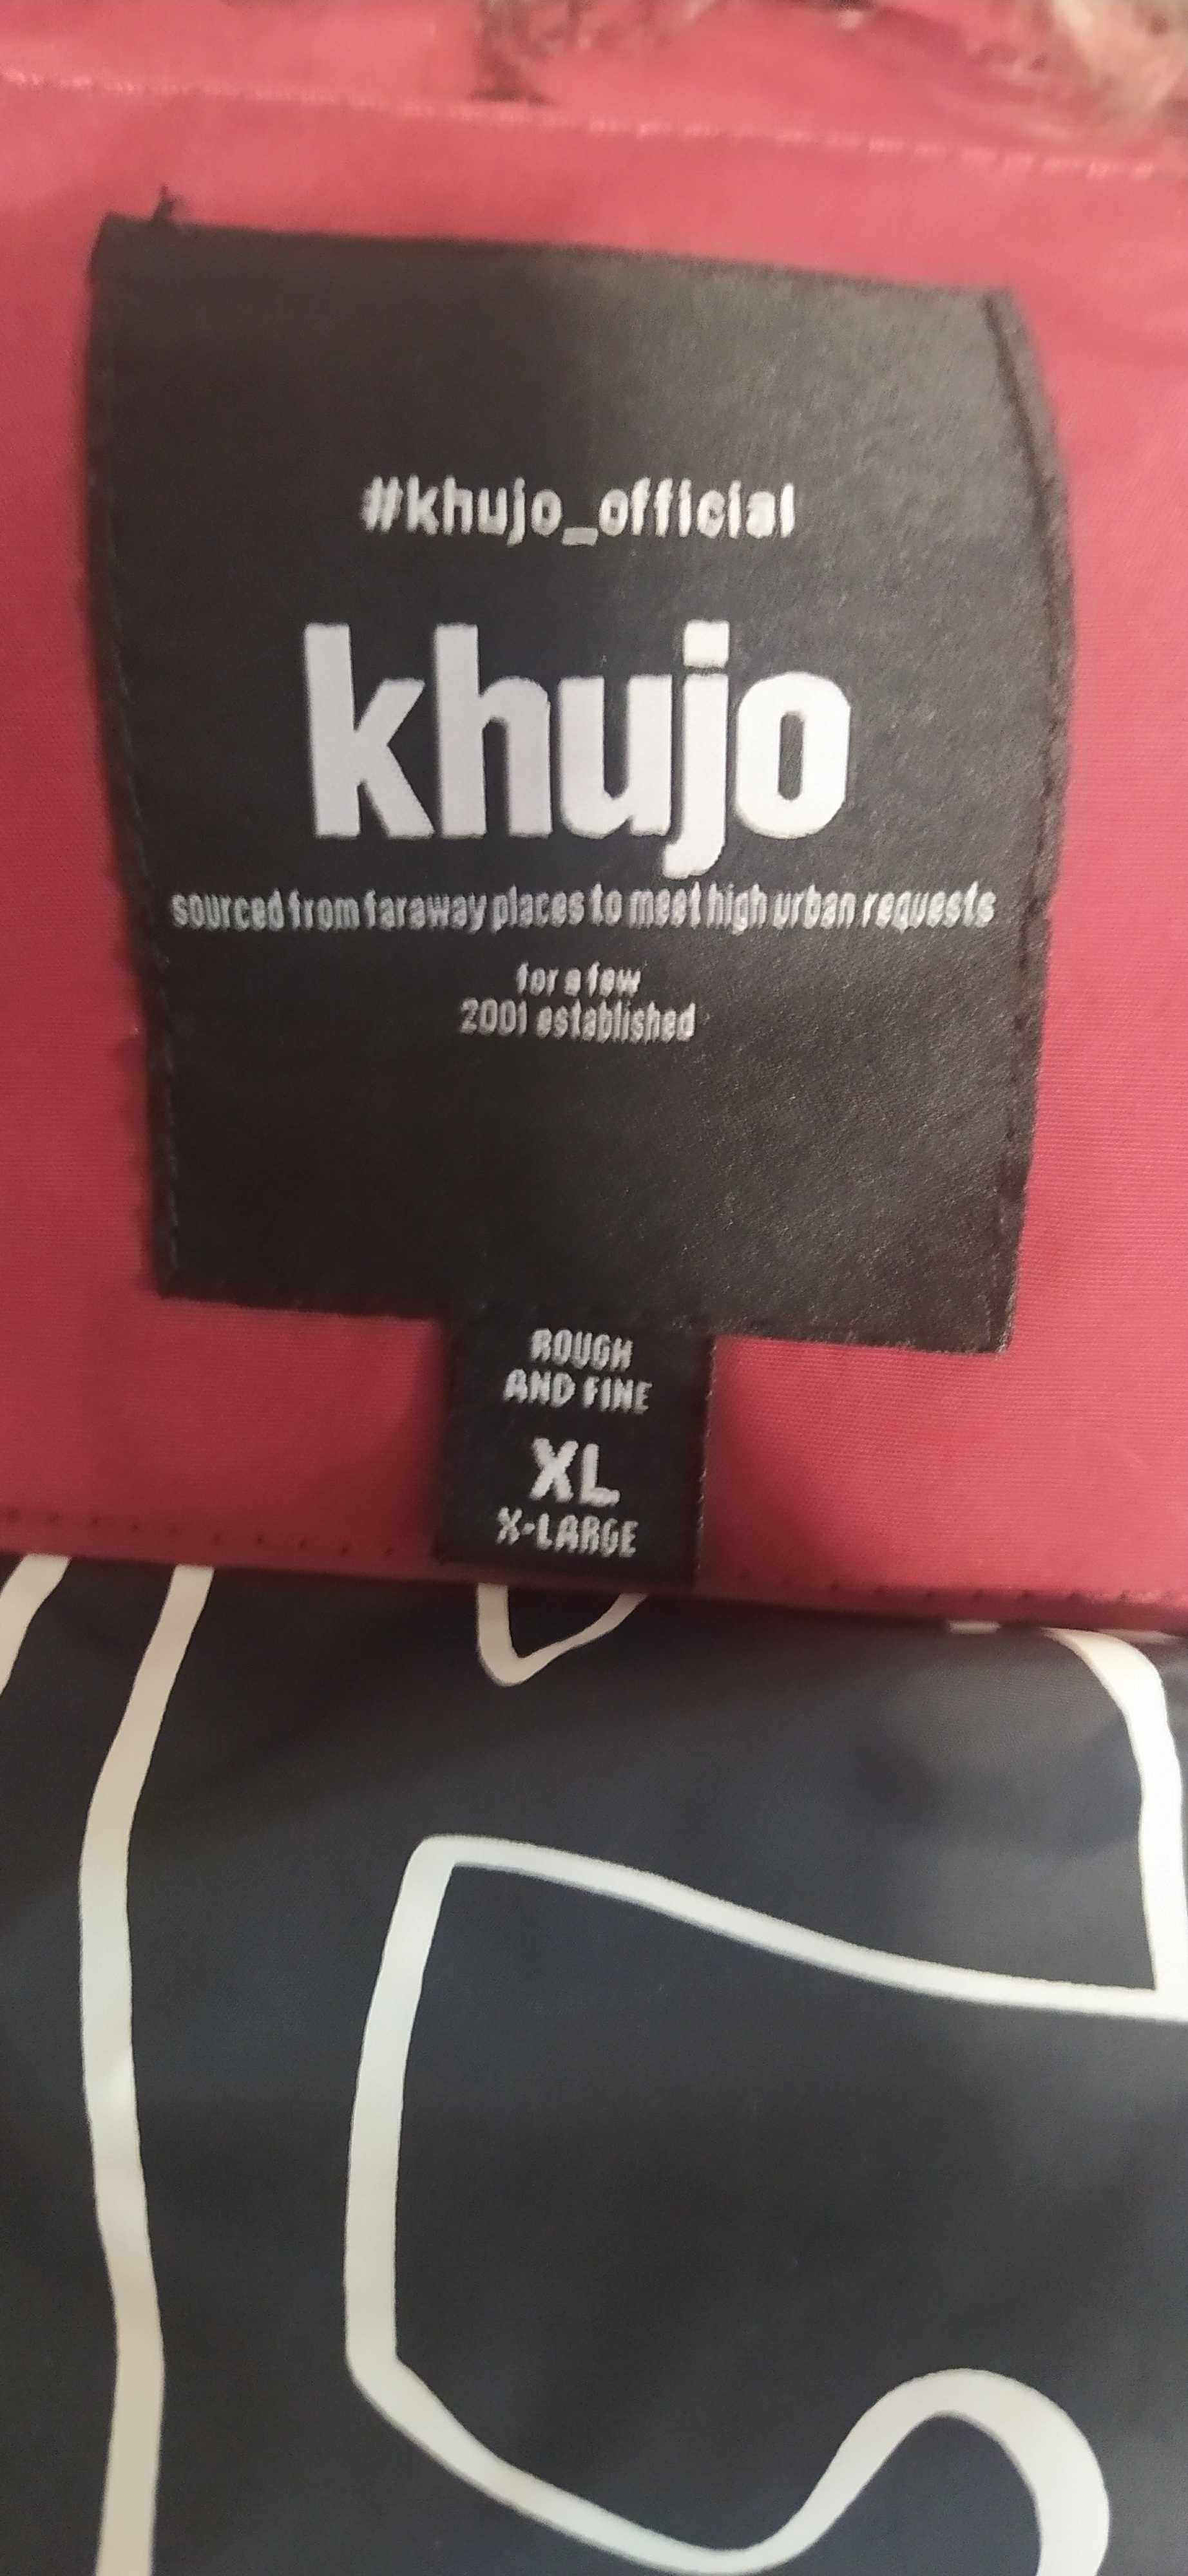 #khujo_official
khujo
sourced from faraway places to meet high urban requests
for a few
2001 established
ROUGH
AND FINE
XL
X-LARGE